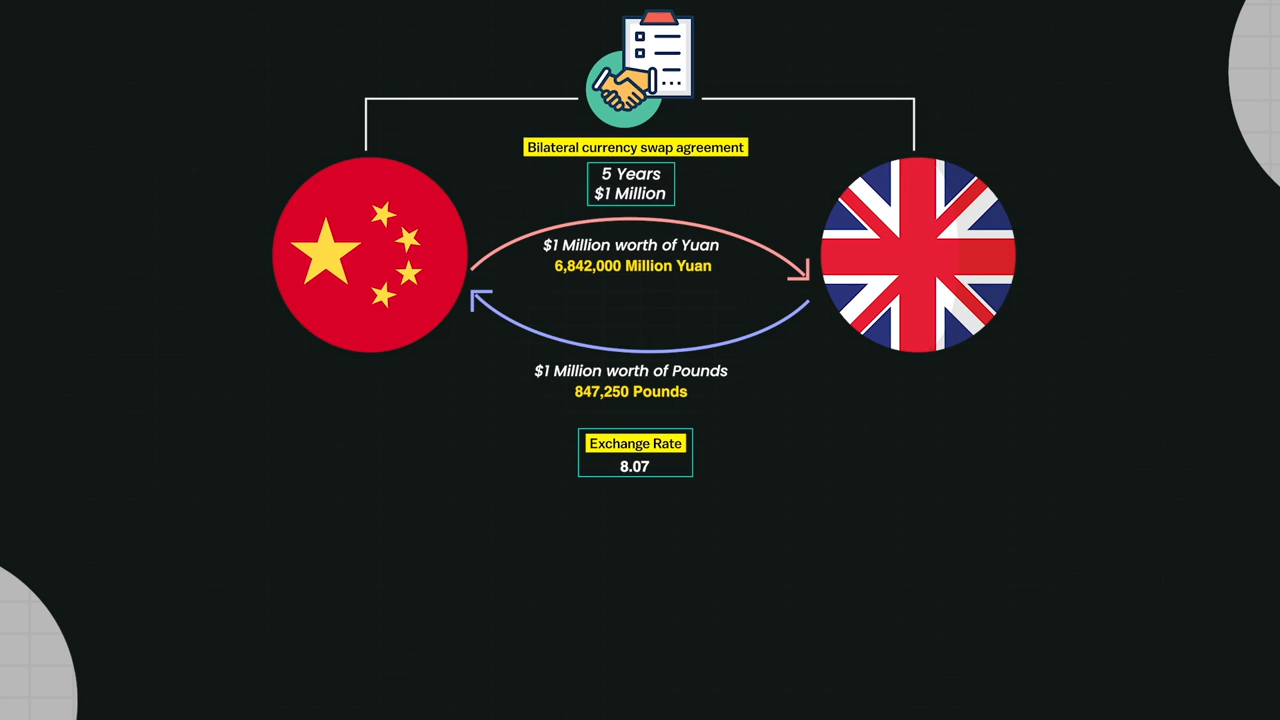 Bilateral currency swap agreement
5 Years
$1 Million
$1 Million worth of Yuan
6,842,000 Million Yuan
$1 Million worth of Pounds
847,250 Pounds
Exchange Rate
8.07